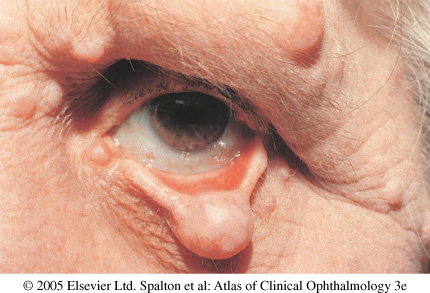 © 2005 Elsevier Ltd. Spalton et al: Atlas of Clinical Ophthalmology 3e